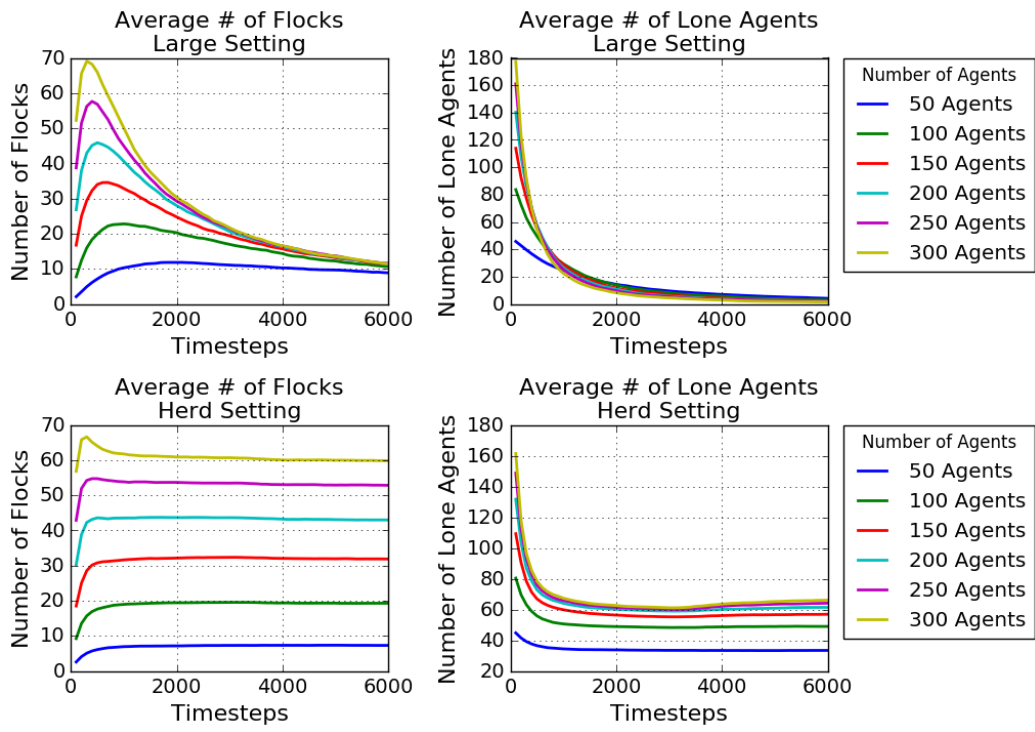 Average # of Flocks
Large Setting
Number of Flocks
70
60
50
40
30
20
10
0
0 2000 4000 6000
Timesteps
Average # of Lone Agents
Large Setting
Number of Lone Agents
180
160
140
120
100
80
60
40
20
0
0 2000 4000 6000
Timesteps
Number of Agents
50 Agents
100 Agents
150 Agents
200 Agents
250 Agents
300 Agents
Average # of Flocks
Herd Setting
Number of Flocks
70
60
50
40
30
20
10
0
0 2000 4000 6000
Timesteps
Average # of Lone Agents
Herd Setting
Number of Lone Agents
180
160
140
120
100
80
60
40
20
0 2000 4000 6000
Timesteps
Number of Agents
50 Agents
100 Agents
150 Agents
200 Agents
250 Agents
300 Agents